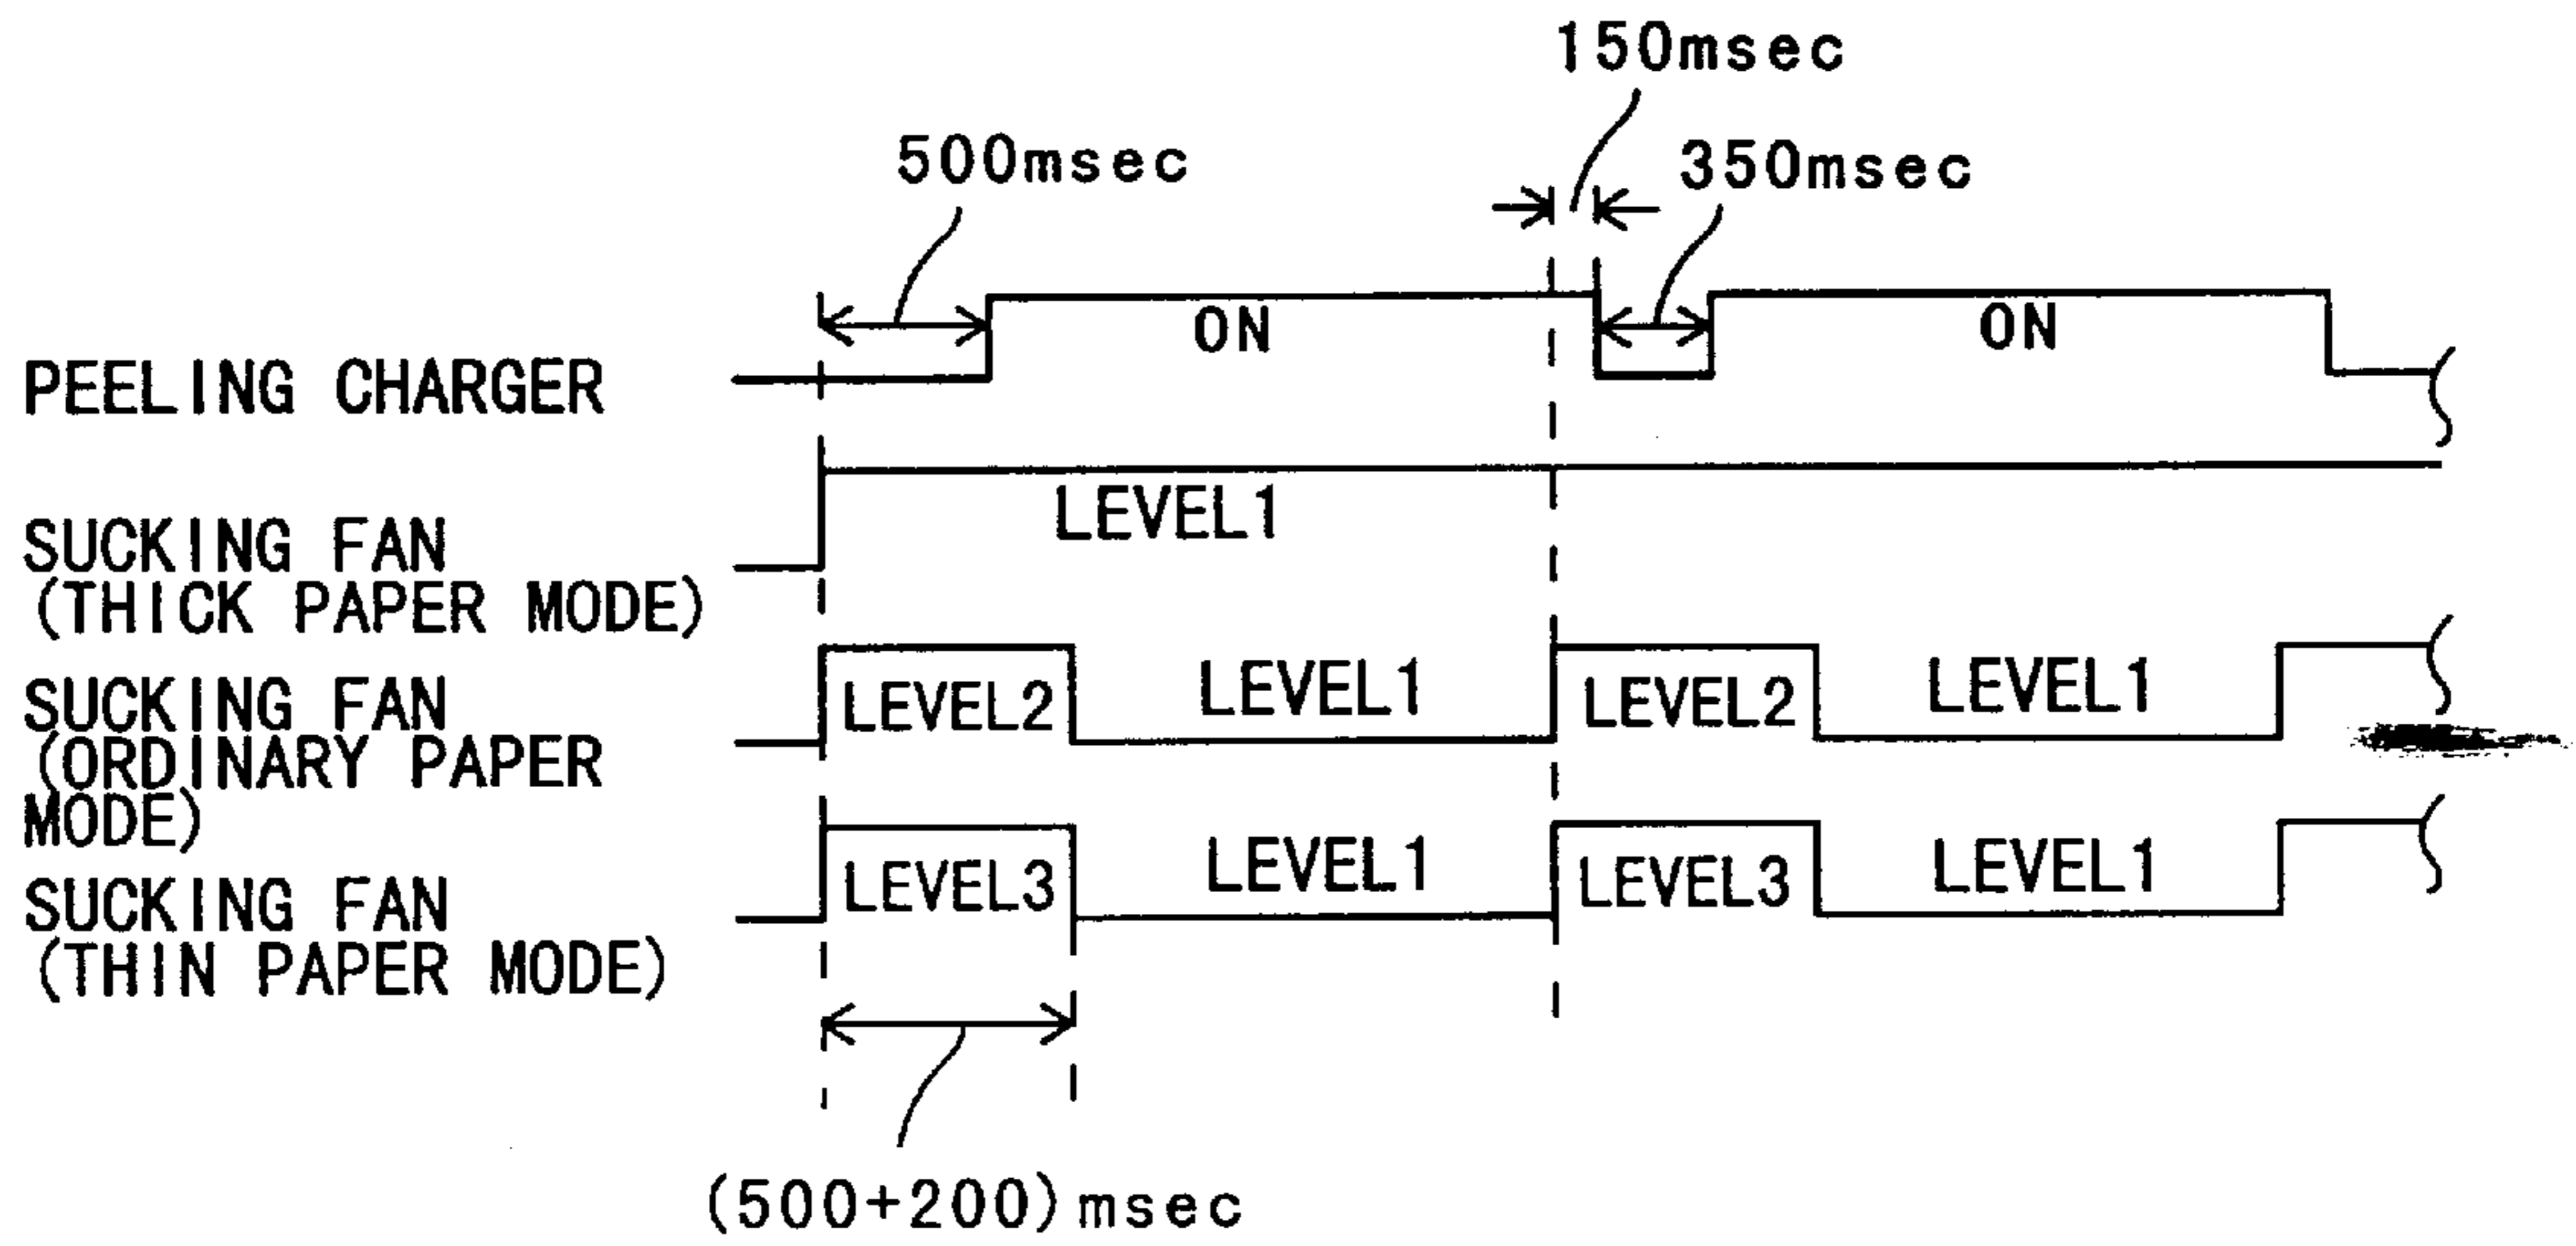 150msec
500msec
350msec
ON
ON
PEELING CHARGER
LEVEL1
SUCKING FAN
(THICK PAPER MODE)
LEVEL2
LEVEL1
LEVEL2
LEVEL1
SUCKING FAN
(ORDINARY PAPER
MODE)
LEVEL3
LEVEL1
LEVEL3
LEVEL1
SUCKING FAN
(THIN PAPER MODE)
(500+200)msec